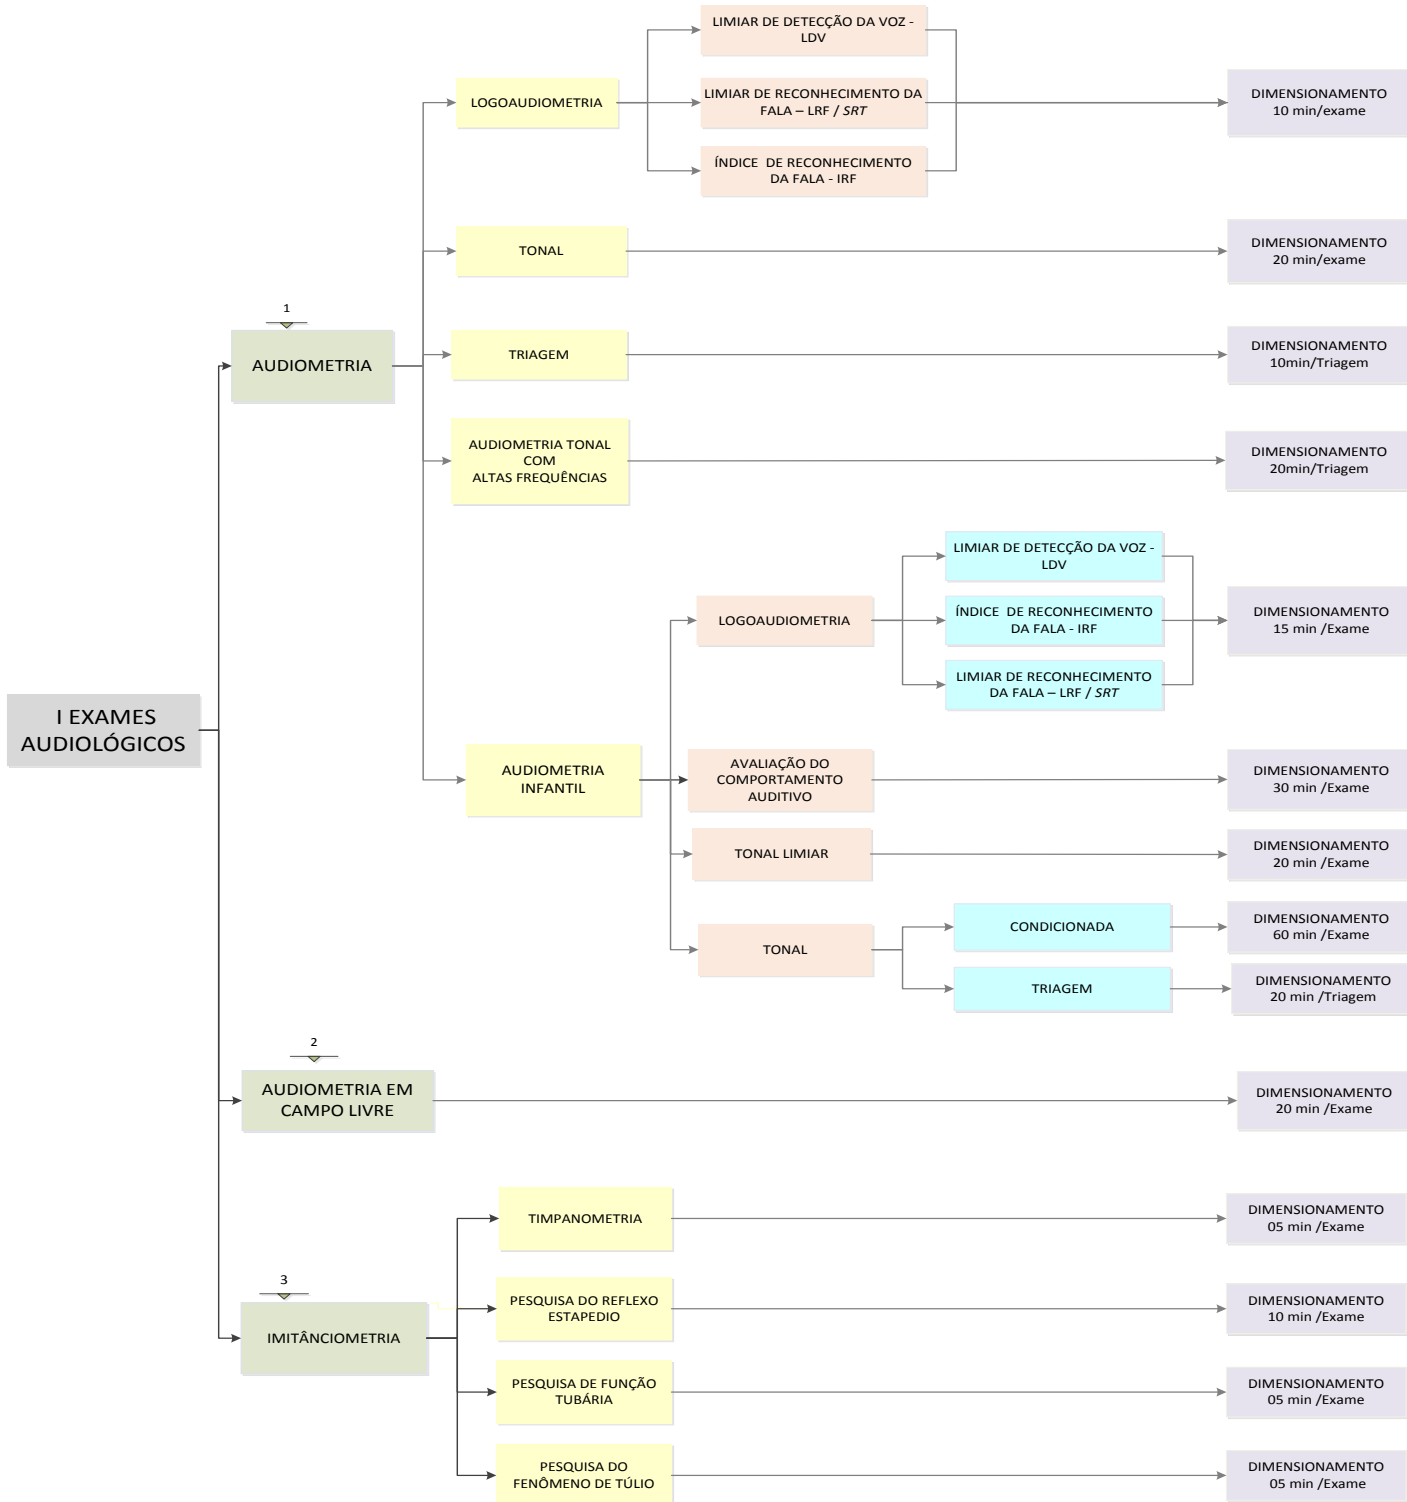 LIMIAR DE DETECÇÃO DA VOZ -
LDV
LOGOAUDIOMETRIA
LIMIAR DE RECONHECIMENTO DA
FALA – LRF / SRT
DIMENSIONAMENTO
10 min/exame
ÍNDICE DE RECONHECIMENTO
DA FALA - IRF
TONAL
DIMENSIONAMENTO
20 min/exame
1
AUDIOMETRIA
TRIAGEM
DIMENSIONAMENTO
10min/Triagem
AUDIOMETRIA TONAL
COM
ALTAS FREQUÊNCIAS
DIMENSIONAMENTO
20min/Triagem
LIMIAR DE DETECÇÃO DA VOZ -
LDV
LOGOAUDIOMETRIA
ÍNDICE DE RECONHECIMENTO
DA FALA - IRF
DIMENSIONAMENTO
15 min /Exame
LIMIAR DE RECONHECIMENTO
DA FALA – LRF / SRT
I EXAMES
AUDIOLÓGICOS
AUDIOMETRIA
INFANTIL
AVALIAÇÃO DO
COMPORTAMENTO
AUDITIVO
DIMENSIONAMENTO
30 min /Exame
TONAL LIMIAR
DIMENSIONAMENTO
20 min /Exame
TONAL
CONDICIONADA
DIMENSIONAMENTO
60 min /Exame
TRIAGEM
DIMENSIONAMENTO
20 min /Triagem
2
AUDIOMETRIA EM
CAMPO LIVRE
DIMENSIONAMENTO
20 min /Exame
TIMPANOMETRIA
DIMENSIONAMENTO
05 min /Exame
3
IMITÂNCIOMETRIA
PESQUISA DO REFLEXO
ESTAPEDIO
DIMENSIONAMENTO
10 min /Exame
PESQUISA DE FUNÇÃO
TUBÁRIA
DIMENSIONAMENTO
05 min /Exame
PESQUISA DO
FENÔMENO DE TÚLIO
DIMENSIONAMENTO
05 min /Exame